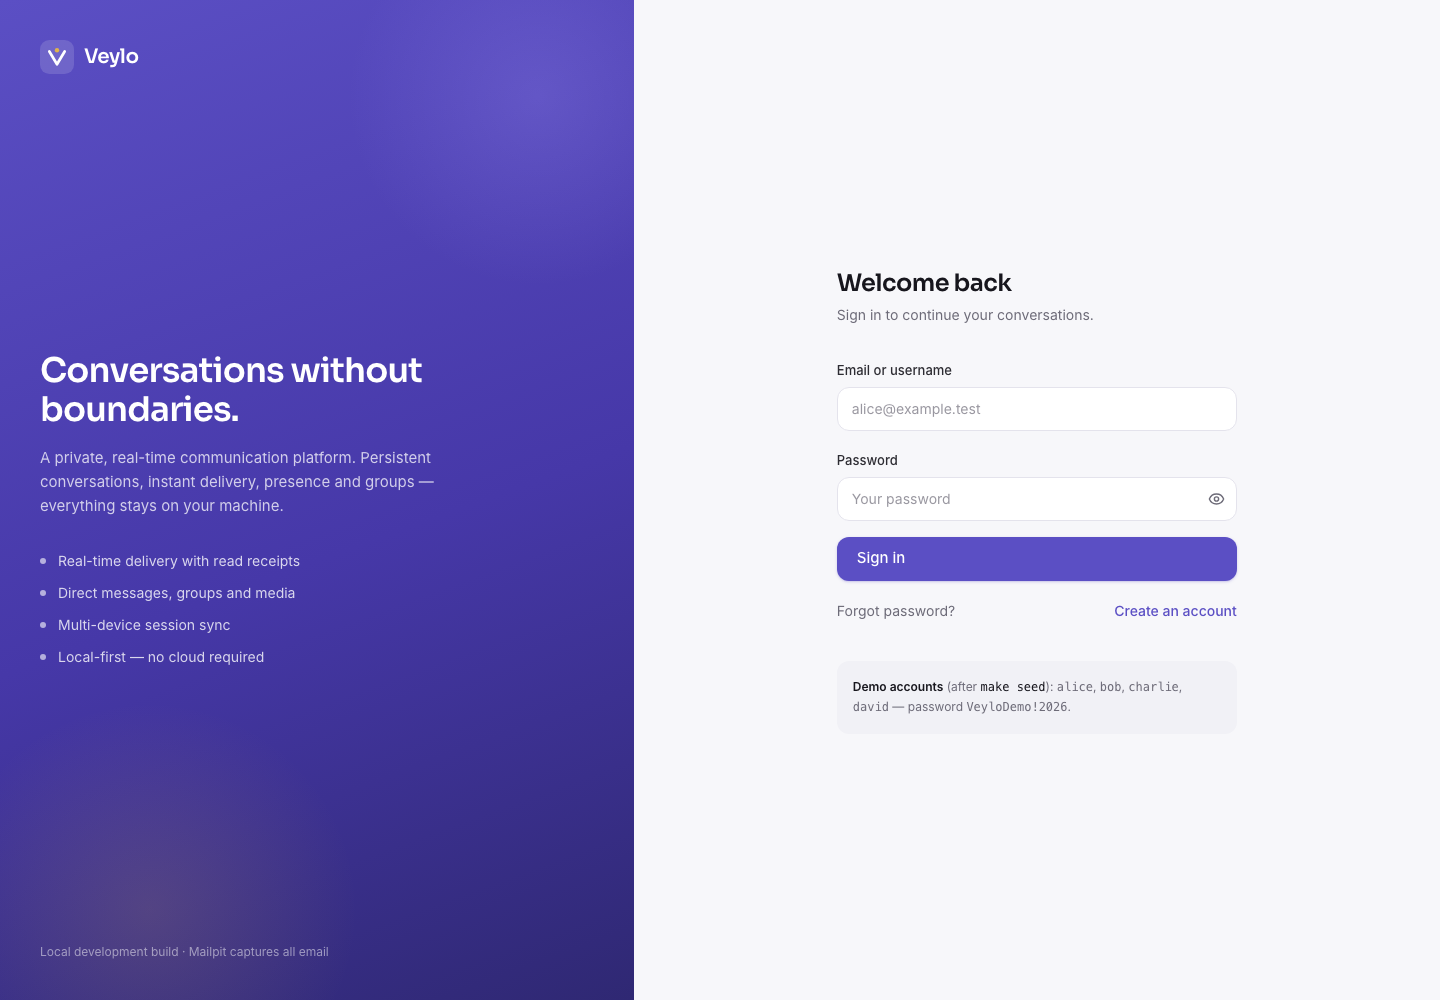 Veylo
Conversations without
boundaries.
A private, real-time communication platform. Persistent
conversations, instant delivery, presence and groups —
everything stays on your machine.
Real-time delivery with read receipts
Direct messages, groups and media
Multi-device session sync
Local-first — no cloud required
Local development build · Mailpit captures all email
Welcome back
Sign in to continue your conversations.
Email or username
alice@example.test
Password
Your password
Sign in
Forgot password?
Create an account
Demo accounts (after make seed): alice, bob, charlie,
david — password VeyloDemo!2026.